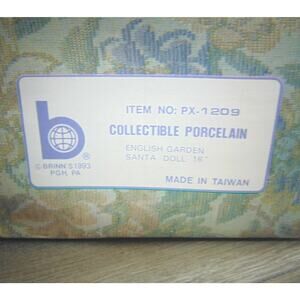 ITEM NO: PX-1209
COLLECTIBLE PORCELAIN
ENGLISH GARDEN
SANTA DOLL 16"
MADE IN TAIWAN
b
®
© BRINN'S 1993
PGH, PA